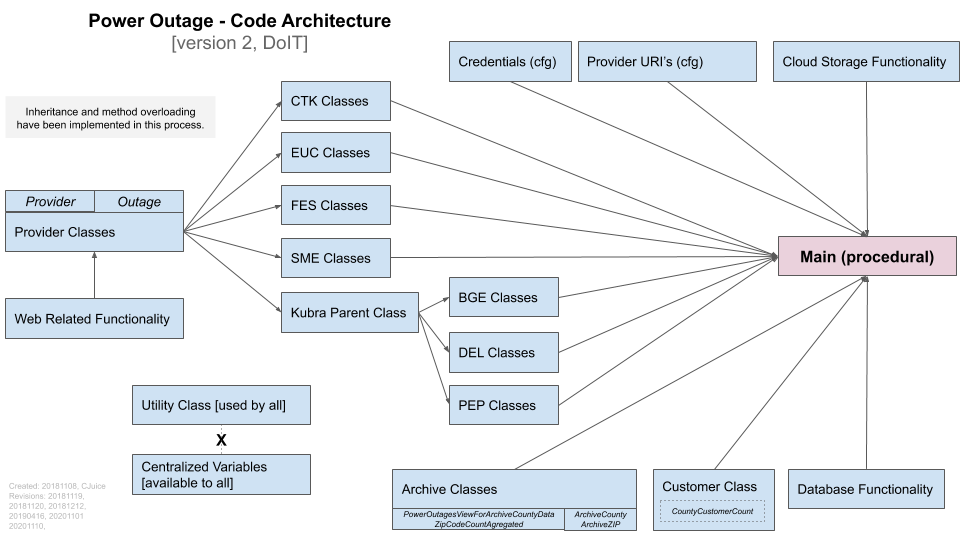 Power Outage - Code Architecture
[version 2, DoIT]
Credentials (cfg)
Provider URI's (cfg)
Cloud Storage Functionality
Inheritance and method overloading
have been implemented in this process.
CTK Classes
EUC Classes
FES Classes
SME Classes
Kubra Parent Class
Provider
Outage
Provider Classes
Web Related Functionality
Main (procedural)
BGE Classes
DEL Classes
PEP Classes
Utility Class [used by all]
X
Centralized Variables
[available to all]
Archive Classes
PowerOutagesViewForArchiveCountyData
ZipCodeCountAgregated
ArchiveCounty
ArchiveZIP
Customer Class
CountyCustomerCount
Database Functionality
Created: 20181108, CJuice
Revisions: 20181119,
20181120, 20181212,
20190416, 20201101
20201110,